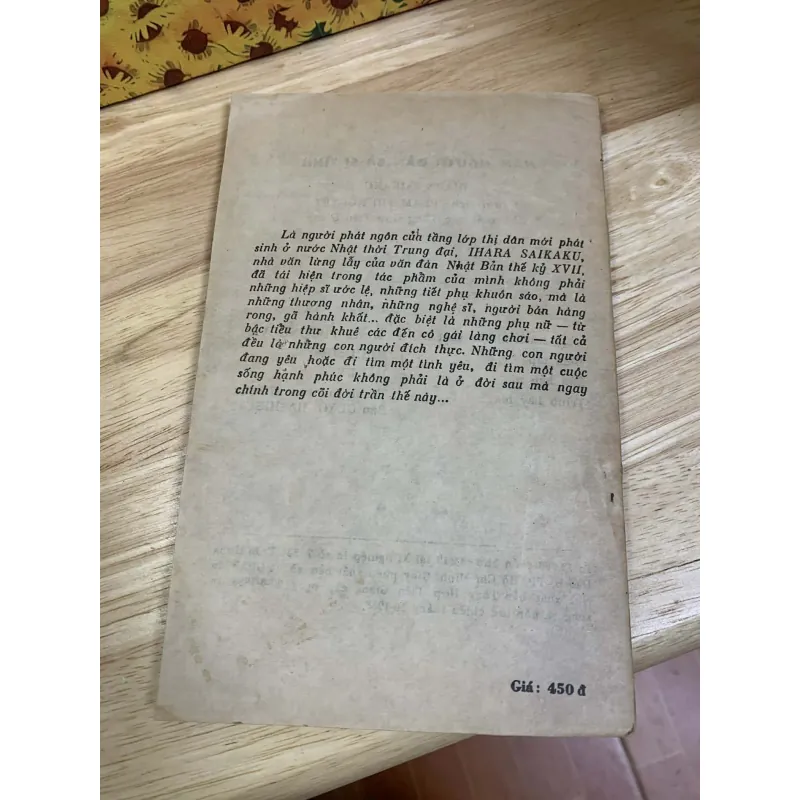 Là người phát ngôn của tầng lớp thị dân mới phát
sinh ở nước Nhật thời Trung đại, IHARA SAIKAKU,
nhà văn lừng lẫy của văn đàn Nhật Bản thế kỷ XVII,
đã tái hiện trong tác phẩm của mình không phải
những hiệp sĩ ước lệ, những tiết phụ khuôn sáo, mà là
những thương nhân, những nghệ sĩ, người bán hàng
rong, gã hành khất... đặc biệt là những phụ nữ — từ
bậc tiểu thư khuê các đến cô gái làng chơi — tất cả
đều là những con người đích thực. Những con người
đang yêu hoặc đi tìm một tình yêu, đi tìm một cuộc
sống hạnh phúc không phải là ở đời sau mà ngay
chính trong cõi đời trần thế này...
Giá: 450 đ